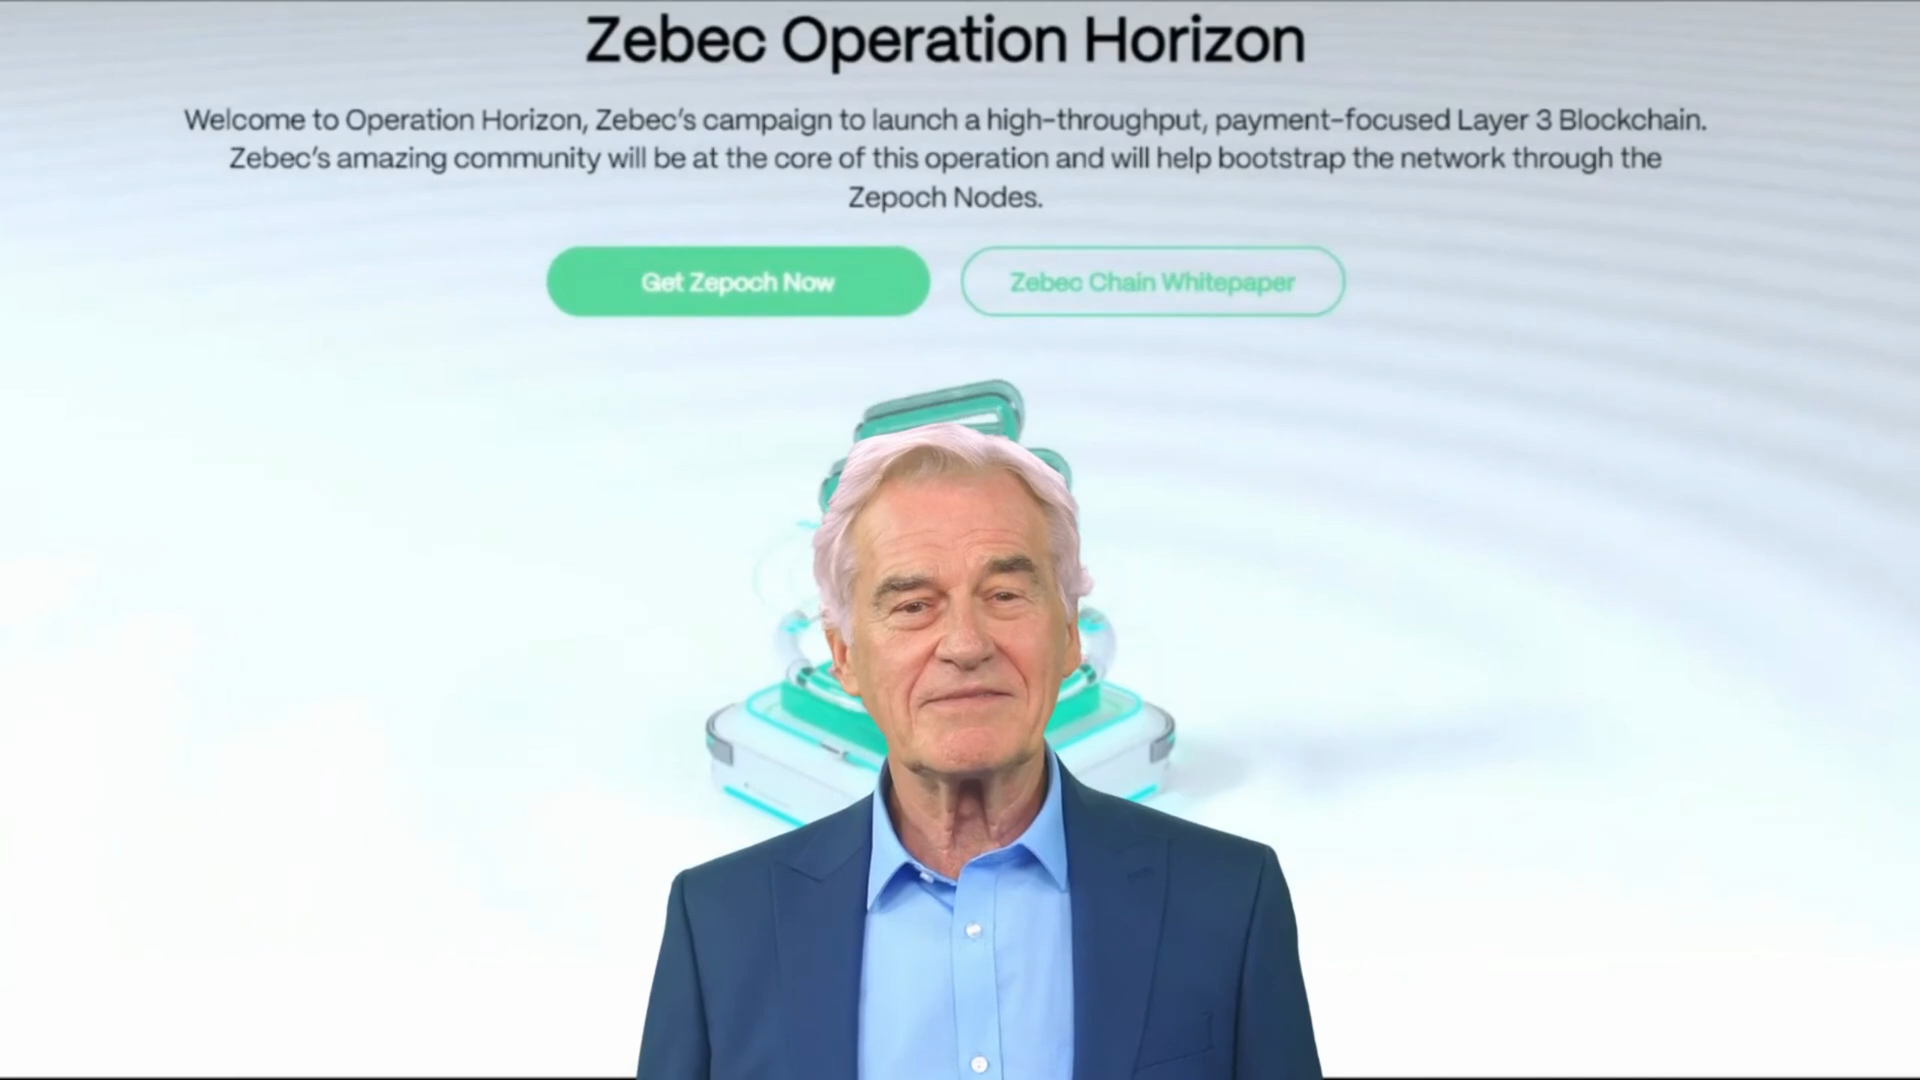 Zebec Operation Horizon
Welcome to Operation Horizon, Zebec's campaign to launch a high-throughput, payment-focused Layer 3 Blockchain.
Zebec's amazing community will be at the core of this operation and will help bootstrap the network through the
Zepoch Nodes.
Get Zepoch Now
Zebec Chain Whitepaper